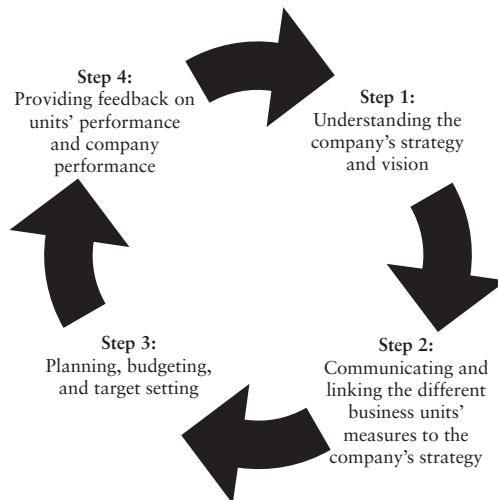 Step 1:
Understanding the
company's strategy
and vision
Step 2:
Communicating and
linking the different
business units'
measures to the
company's strategy
Step 3:
Planning, budgeting,
and target setting
Step 4:
Providing feedback on
units' performance
and company
performance